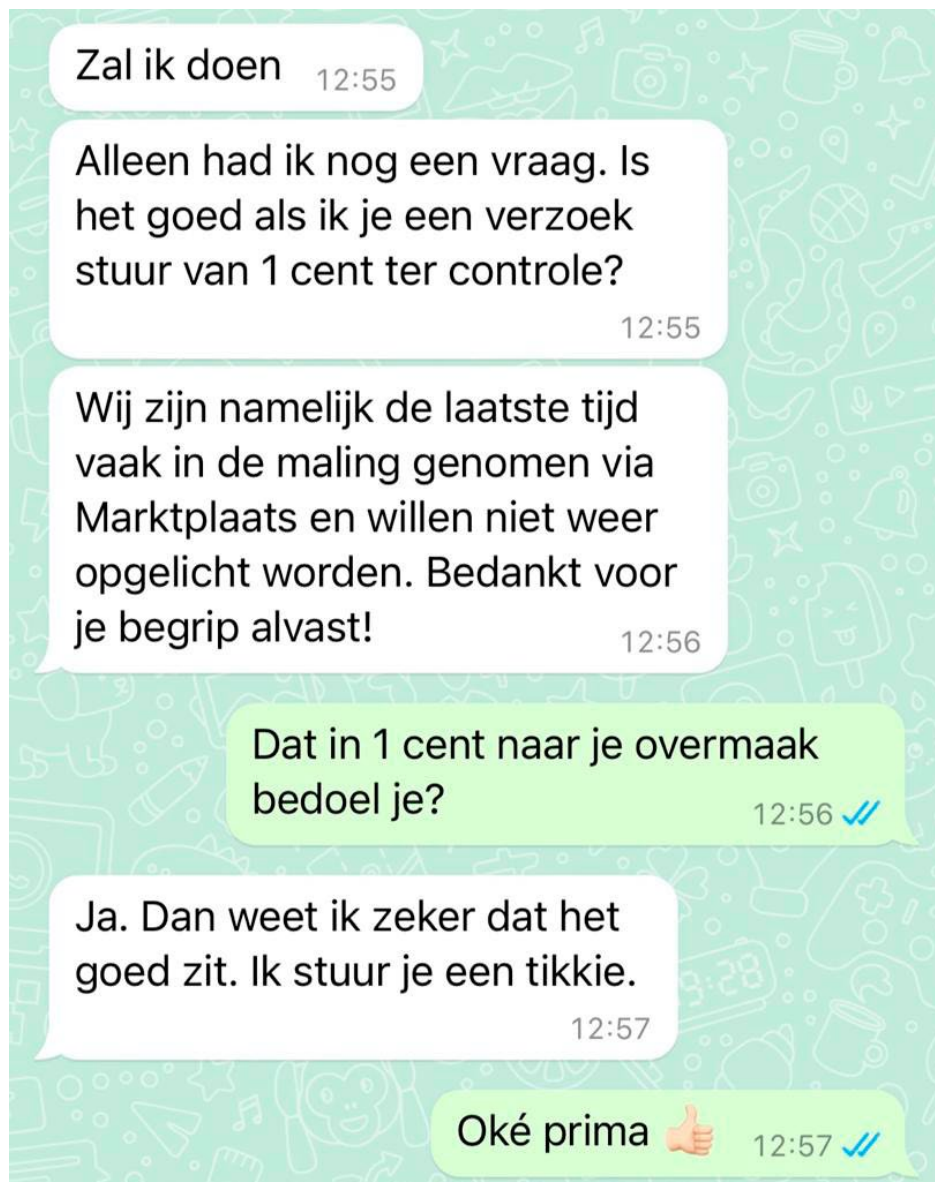 Zal ik doen 12:55
Alleen had ik nog een vraag. Is
het goed als ik je een verzoek
stuur van 1 cent ter controle?
12:55
Wij zijn namelijk de laatste tijd
vaak in de maling genomen via
Marktplaats en willen niet weer
opgelicht worden. Bedankt voor
je begrip alvast! 12:56
Dat in 1 cent naar je overmaak
bedoel je? 12:56
Ja. Dan weet ik zeker dat het
goed zit. Ik stuur je een tikkie.
12:57
Oké prima 👍🏻 12:57